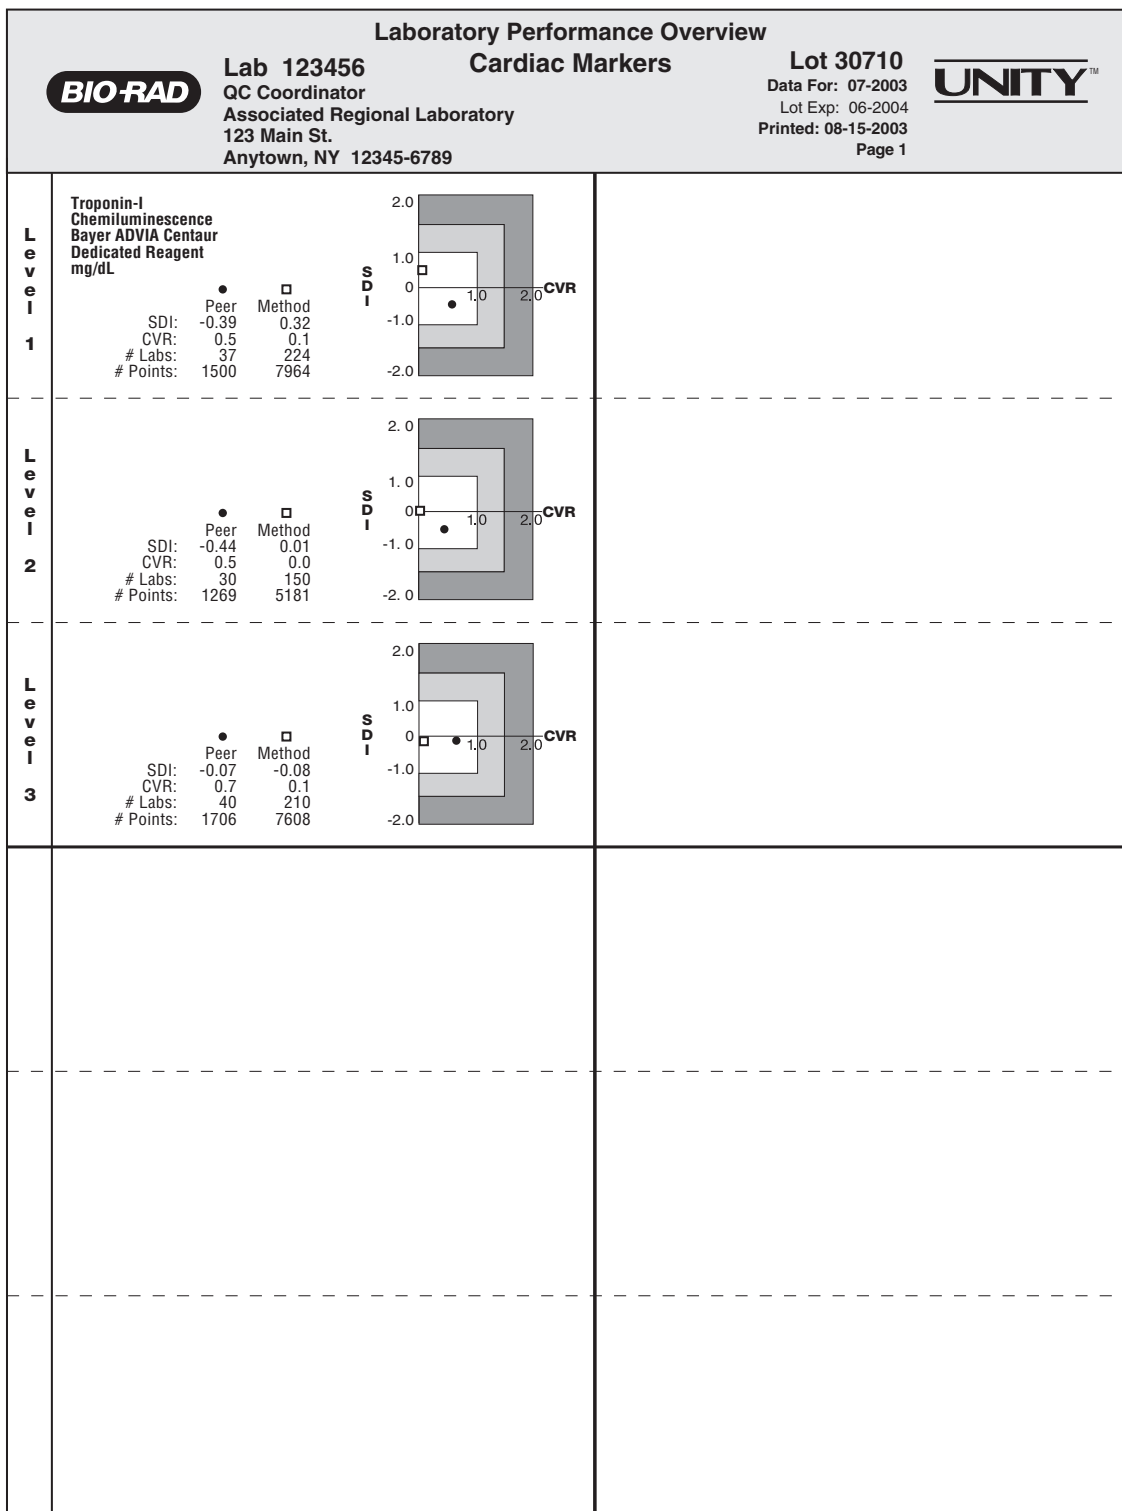 Laboratory Performance Overview
Cardiac Markers
BIO-RAD
Lab 123456
QC Coordinator
Associated Regional Laboratory
123 Main St.
Anytown, NY 12345-6789
Lot 30710
Data For: 07-2003
Lot Exp: 06-2004
Printed: 08-15-2003
Page 1
UNITY™
Level 1
Troponin-I
Chemiluminescence
Bayer ADVIA Centaur
Dedicated Reagent
mg/dL
Peer Method
SDI: -0.39 0.32
CVR: 0.5 0.1
# Labs: 37 224
# Points: 1500 7964
SDI
2.0
1.0
0
-1.0
-2.0
1.0 2.0 CVR
Level 2
Peer Method
SDI: -0.44 0.01
CVR: 0.5 0.0
# Labs: 30 150
# Points: 1269 5181
SDI
2. 0
1. 0
0
-1. 0
-2. 0
1.0 2.0 CVR
Level 3
Peer Method
SDI: -0.07 -0.08
CVR: 0.7 0.1
# Labs: 40 210
# Points: 1706 7608
SDI
2.0
1.0
0
-1.0
-2.0
1.0 2.0 CVR